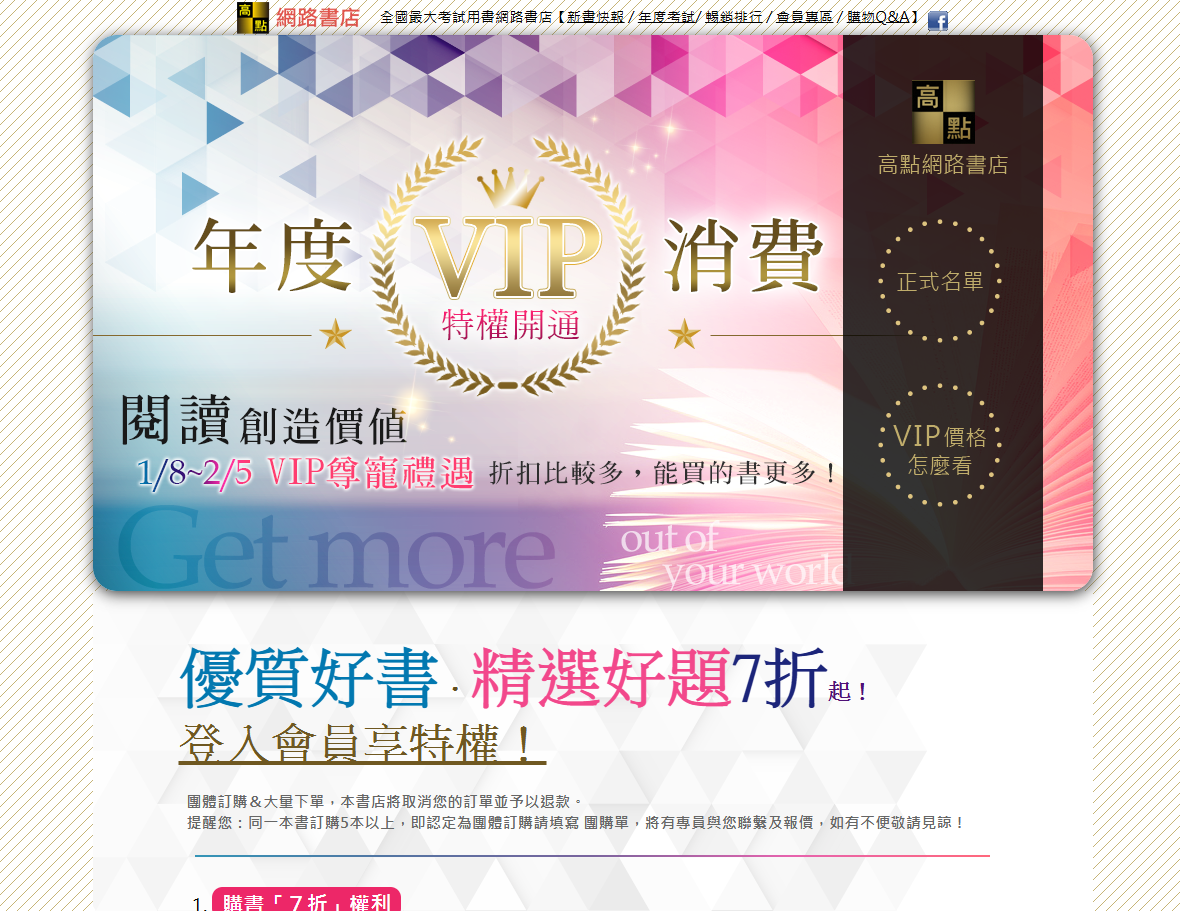 高點 網路書店 全國最大考試用書網路書店【新書快報 / 年度考試/ 暢銷排行 / 會員專區 / 購物Q&A】 f
高點
高點網路書店
年度 VIP 消費
特權開通
正式名單
閱讀創造價值
1/8~2/5 VIP尊寵禮遇 折扣比較多，能買的書更多！
VIP價格
怎麼看
Get more
out of
your world
優質好書．精選好題7折起！
登入會員享特權！
團體訂購＆大量下單，本書店將取消您的訂單並予以退款。
提醒您：同一本書訂購5本以上，即認定為團體訂購請填寫 團購單，將有專員與您聯繫及報價，如有不便敬請見諒！
1. 購書「７折」權利